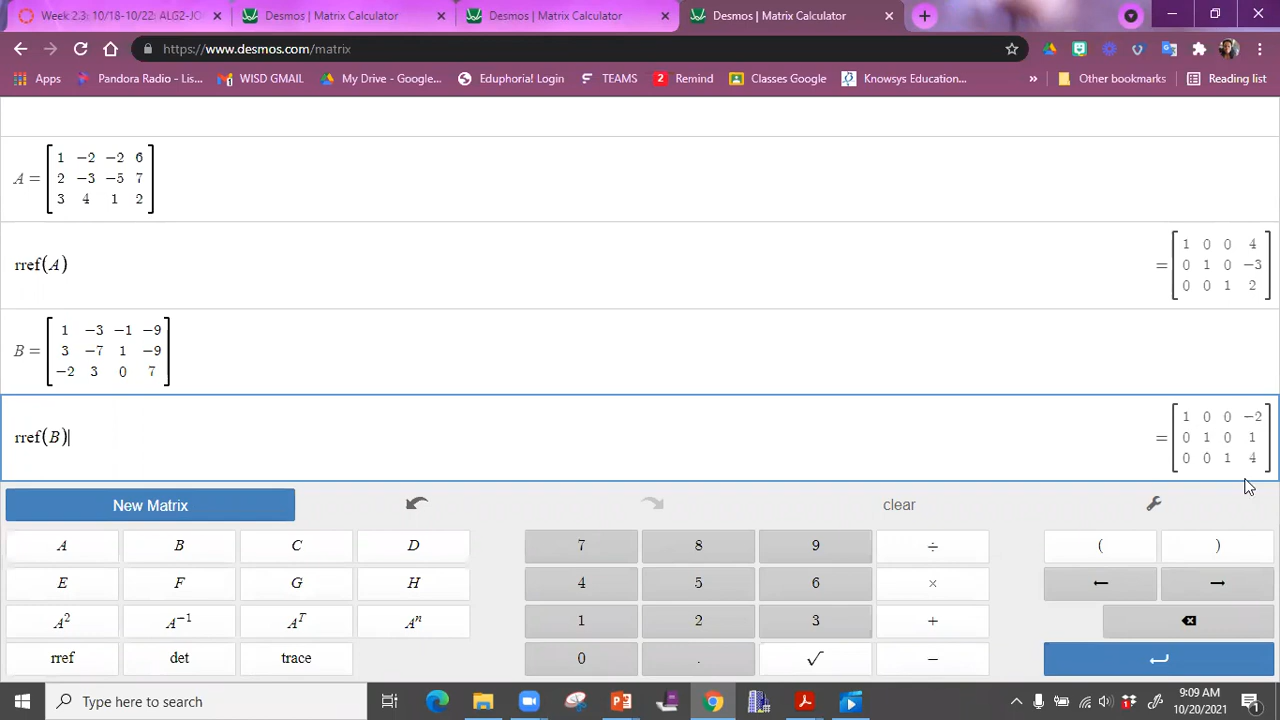 Week 2.3: 10/18-10/22: ALG2-JO
Desmos | Matrix Calculator
Desmos | Matrix Calculator
Desmos | Matrix Calculator
https://www.desmos.com/matrix
Apps
Pandora Radio - Lis...
WISD GMAIL
My Drive - Google...
Eduphoria! Login
TEAMS
Remind
Classes Google
Knowsys Education...
»
Other bookmarks
Reading list
A = [1 −2 −2 6
2 −3 −5 7
3 4 1 2]
rref(A)
= [1 0 0 4
0 1 0 −3
0 0 1 2]
B = [1 −3 −1 −9
3 −7 1 −9
−2 3 0 7]
rref(B)
= [1 0 0 −2
0 1 0 1
0 0 1 4]
New Matrix
clear
A B C D 7 8 9 ÷ ( )
E F G H 4 5 6 × ← →
A² A⁻¹ Aᵀ Aⁿ 1 2 3 +
rref det trace 0 . √ −
Type here to search
9:09 AM
10/20/2021
1